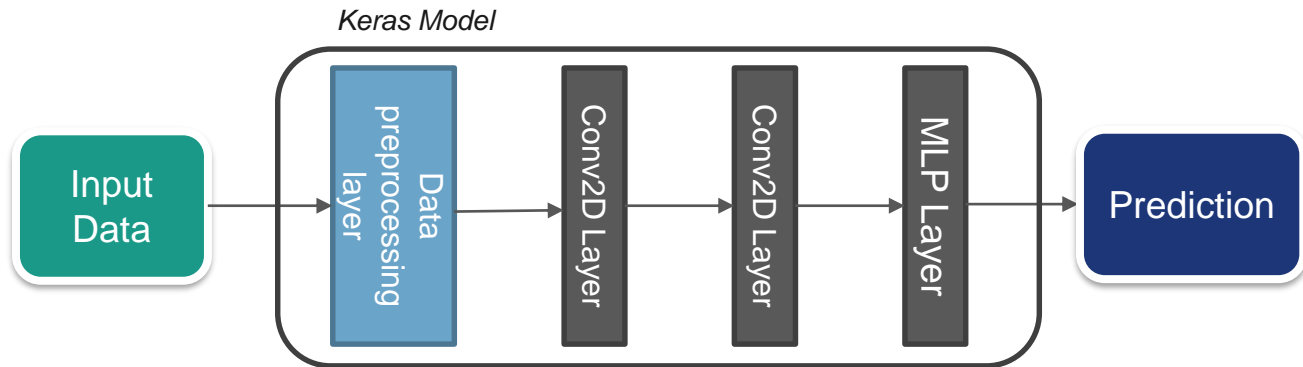 Keras Model
Input
Data
Data
preprocessing
layer
Conv2D Layer
Conv2D Layer
MLP Layer
Prediction